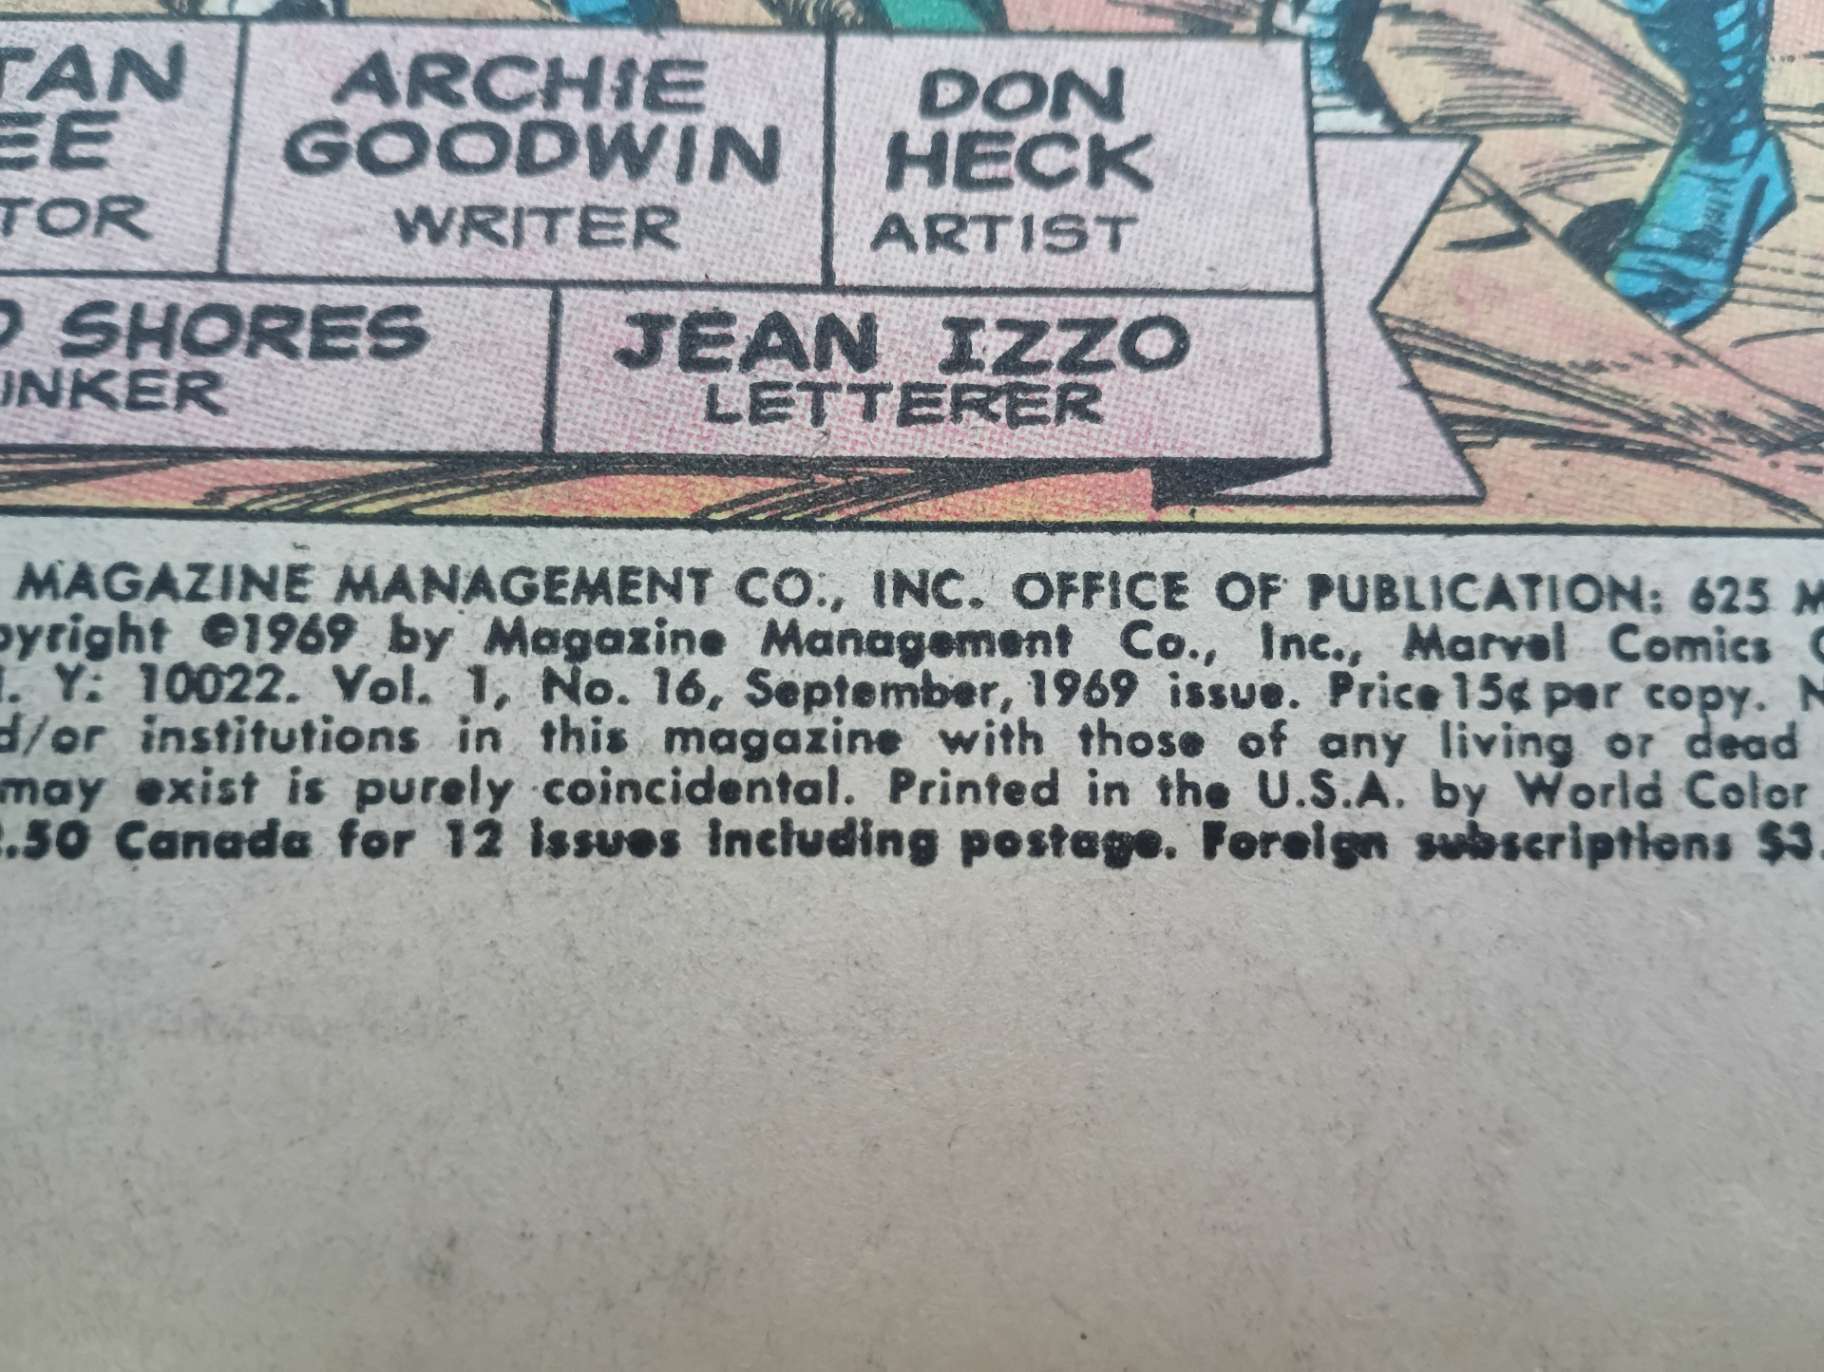 TAN
EE
TOR
ARCHIE
GOODWIN
WRITER
DON
HECK
ARTIST
SHORES
INKER
JEAN IZZO
LETTERER
MAGAZINE MANAGEMENT CO., INC. OFFICE OF PUBLICATION: 625 M
pyright ©1969 by Magazine Management Co., Inc., Marvel Comics
. Y. 10022. Vol. 1, No. 16, September, 1969 issue. Price 15¢ per copy. N
d/or institutions in this magazine with those of any living or dead
may exist is purely coincidental. Printed in the U.S.A. by World Color
.50 Canada for 12 issues including postage. Foreign subscriptions $3.